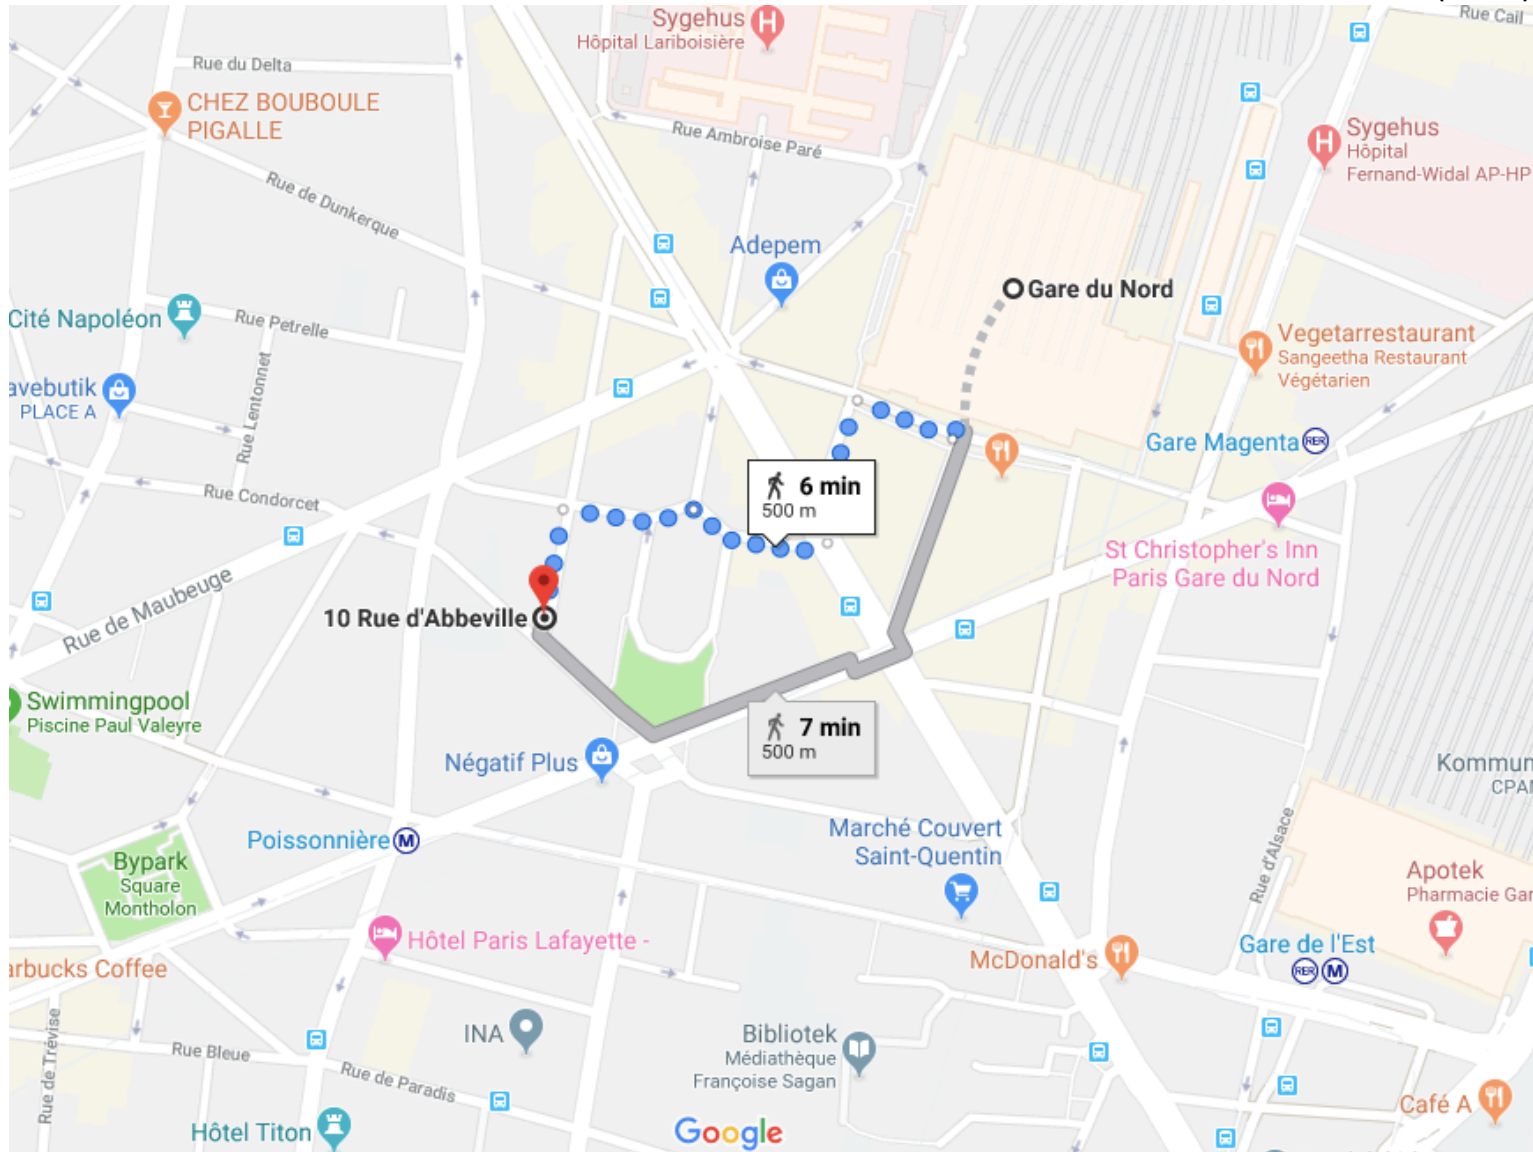 Sygehus
Hôpital Lariboisière
Rue Cail
Rue du Delta
CHEZ BOUBOULE
PIGALLE
Rue Ambroise Paré
Sygehus
Hôpital
Fernand-Widal AP-HP
Rue de Dunkerque
Adepem
Gare du Nord
Cité Napoléon
Rue Petrelle
Vegetarrestaurant
Sangeetha Restaurant
Végétarien
avebutik
PLACE A
Rue Lentonnet
Gare Magenta RER
6 min
500 m
Rue Condorcet
St Christopher's Inn
Paris Gare du Nord
Rue de Maubeuge
10 Rue d'Abbeville
Swimmingpool
Piscine Paul Valeyre
7 min
500 m
Négatif Plus
Kommun
CPAM
Poissonnière M
Marché Couvert
Saint-Quentin
Bypark
Square
Montholon
Rue d'Alsace
Apotek
Pharmacie Gar
Hôtel Paris Lafayette -
McDonald's
Gare de l'Est
RER M
arbucks Coffee
INA
Bibliotek
Médiathèque
Françoise Sagan
Rue de Trévise
Rue Bleue
Rue de Paradis
Café A
Hôtel Titon
Google